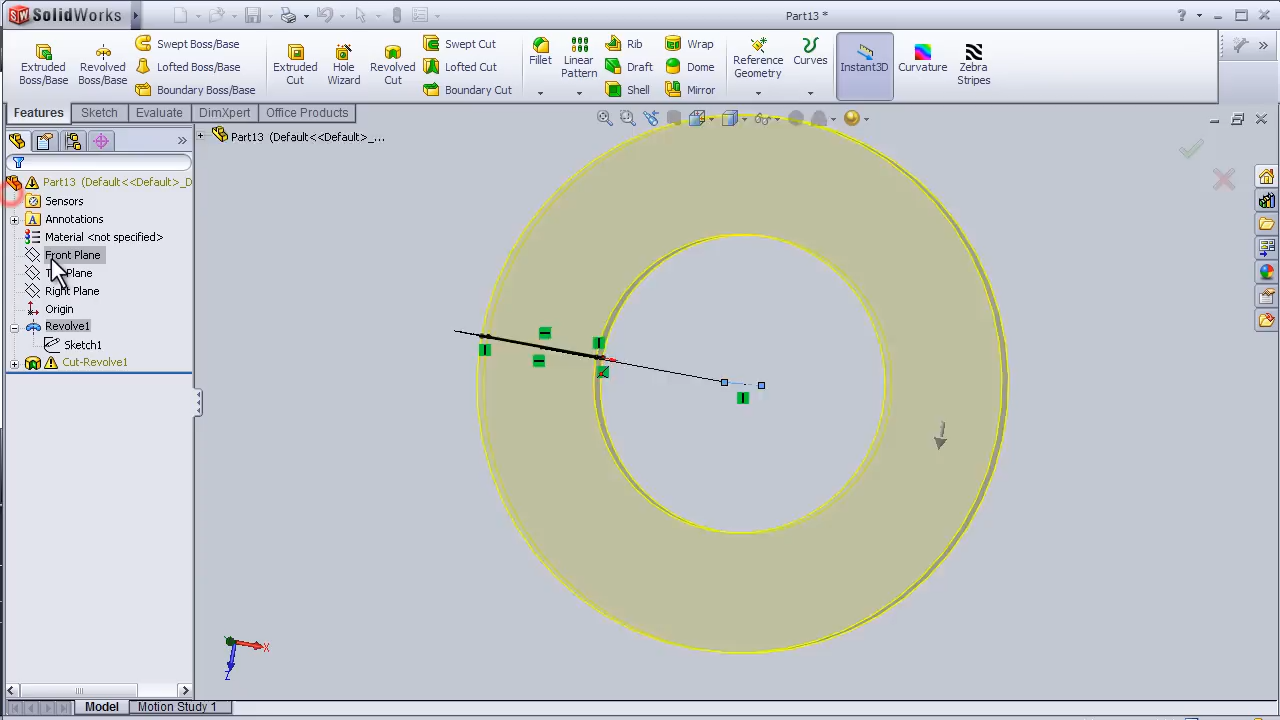 SW SolidWorks
Part13 *
?
Extruded Boss/Base
Revolved Boss/Base
Swept Boss/Base
Lofted Boss/Base
Boundary Boss/Base
Extruded Cut
Hole Wizard
Revolved Cut
Swept Cut
Lofted Cut
Boundary Cut
Fillet
Linear Pattern
Rib
Draft
Shell
Wrap
Dome
Mirror
Reference Geometry
Curves
Instant3D
Curvature
Zebra Stripes
Features
Sketch
Evaluate
DimXpert
Office Products
Part13 (Default<<Default>_...
Part13 (Default<<Default>_D
Sensors
A Annotations
Material <not specified>
Front Plane
Right Plane
Origin
Revolve1
Sketch1
Cut-Revolve1
X
Z
Model
Motion Study 1